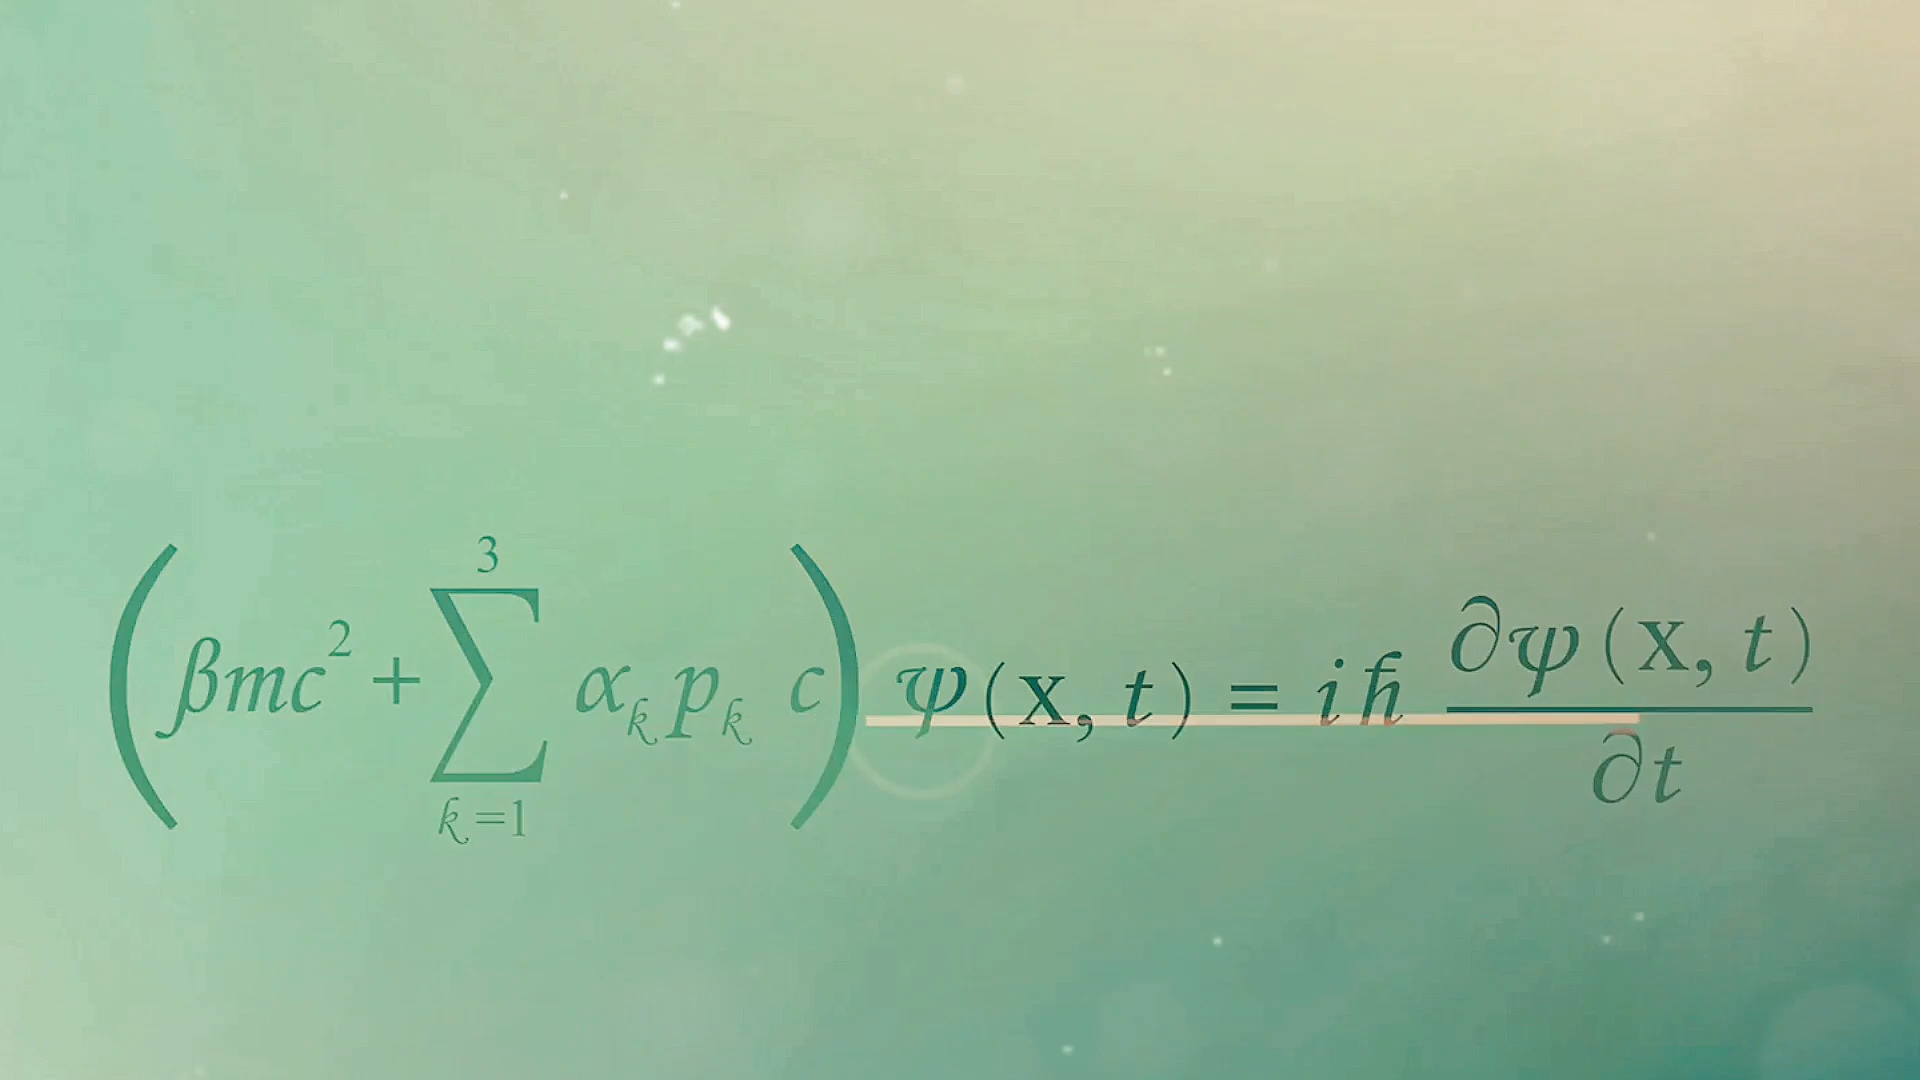 (βmc² + ∑_{k=1}^{3} α_k p_k c) ψ(x, t) = iħ ∂ψ(x, t) / ∂t